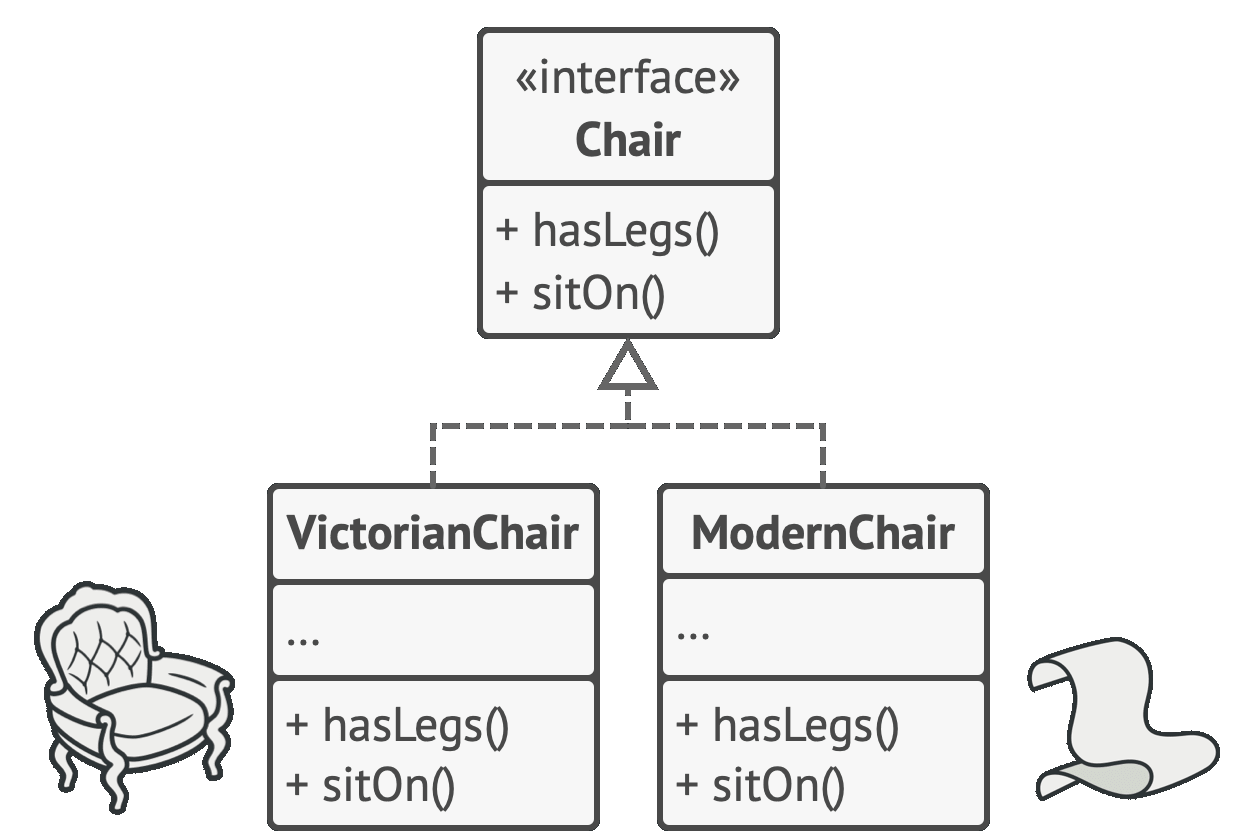 «interface»
Chair
+ hasLegs()
+ sitOn()
VictorianChair
...
+ hasLegs()
+ sitOn()
ModernChair
...
+ hasLegs()
+ sitOn()